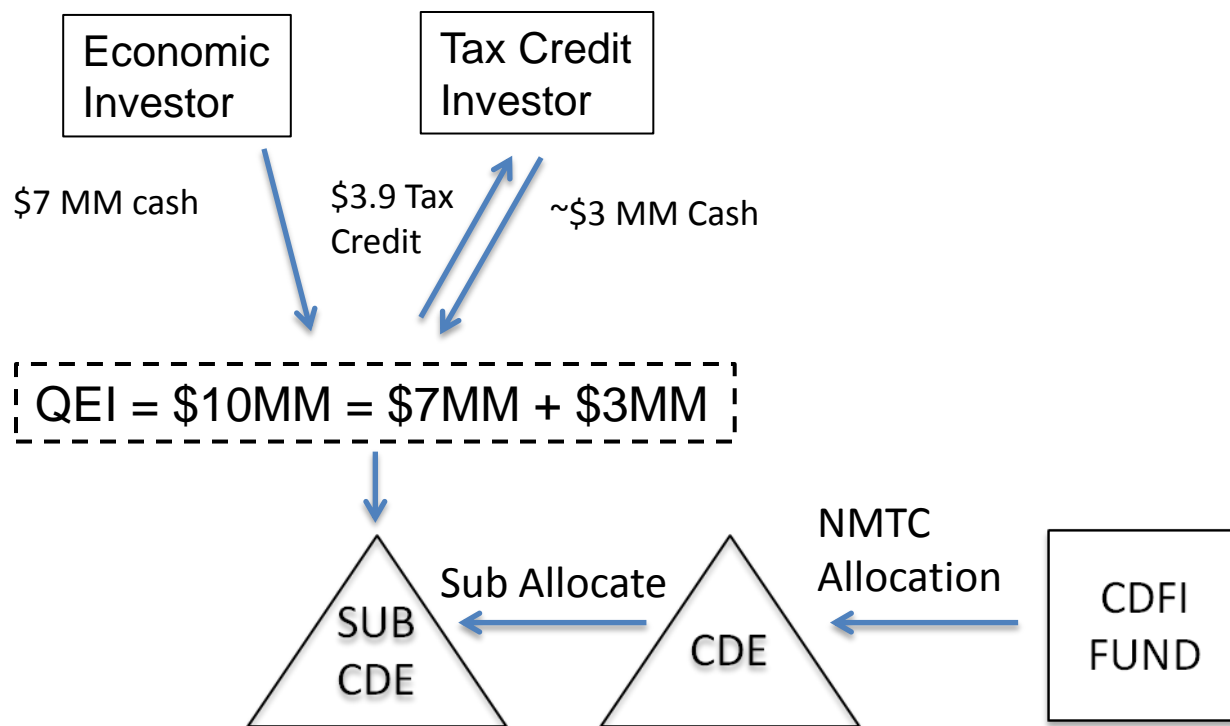 Economic
Investor
Tax Credit
Investor
$7 MM cash
$3.9 Tax
Credit
~$3 MM Cash
QEI = $10MM = $7MM + $3MM
NMTC
Allocation
Sub Allocate
SUB
CDE
CDE
CDFI
FUND